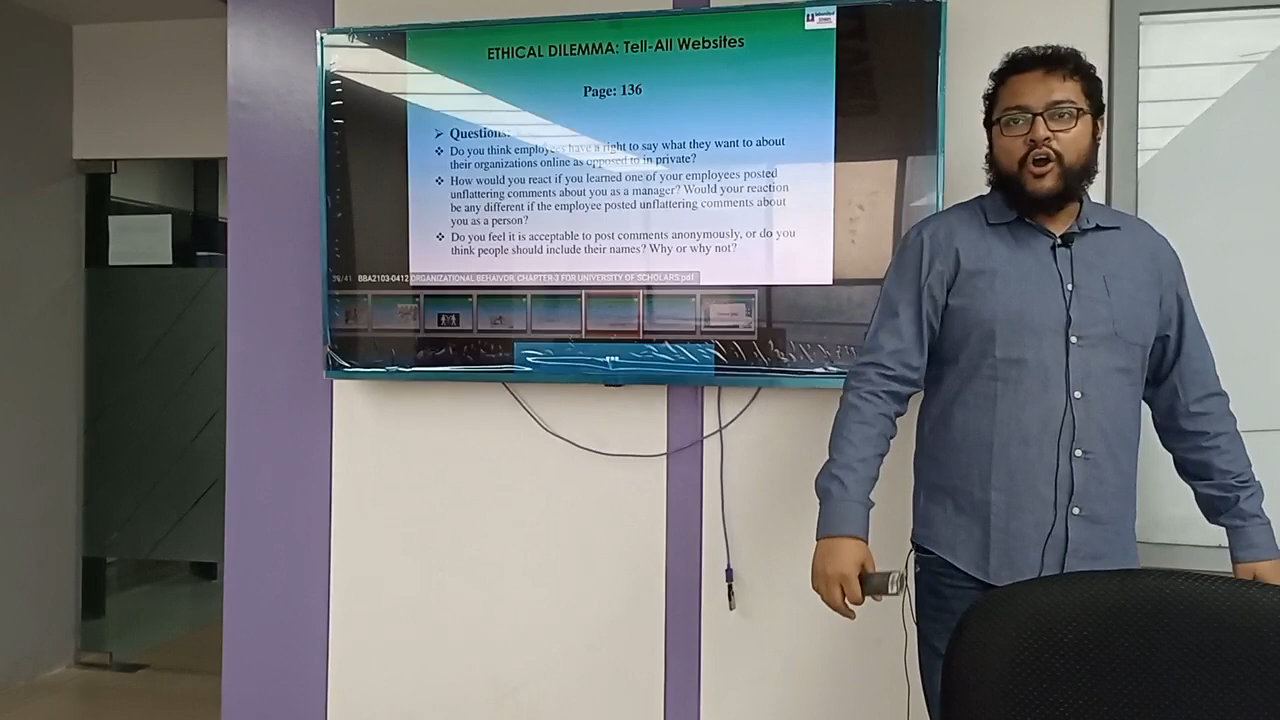 ETHICAL DILEMMA: Tell-All Websites
Page: 136
➢ Questions:
❖ Do you think employees have a right to say what they want to about
their organizations online as opposed to in private?
❖ How would you react if you learned one of your employees posted
unflattering comments about you as a manager? Would your reaction
be any different if the employee posted unflattering comments about
you as a person?
❖ Do you feel it is acceptable to post comments anonymously, or do you
think people should include their names? Why or why not?
/41 BBA2103-0412 ORGANIZATIONAL BEHAIVOR, CHAPTER-3 FOR UNIVERSITY OF SCHOLARS.pdf